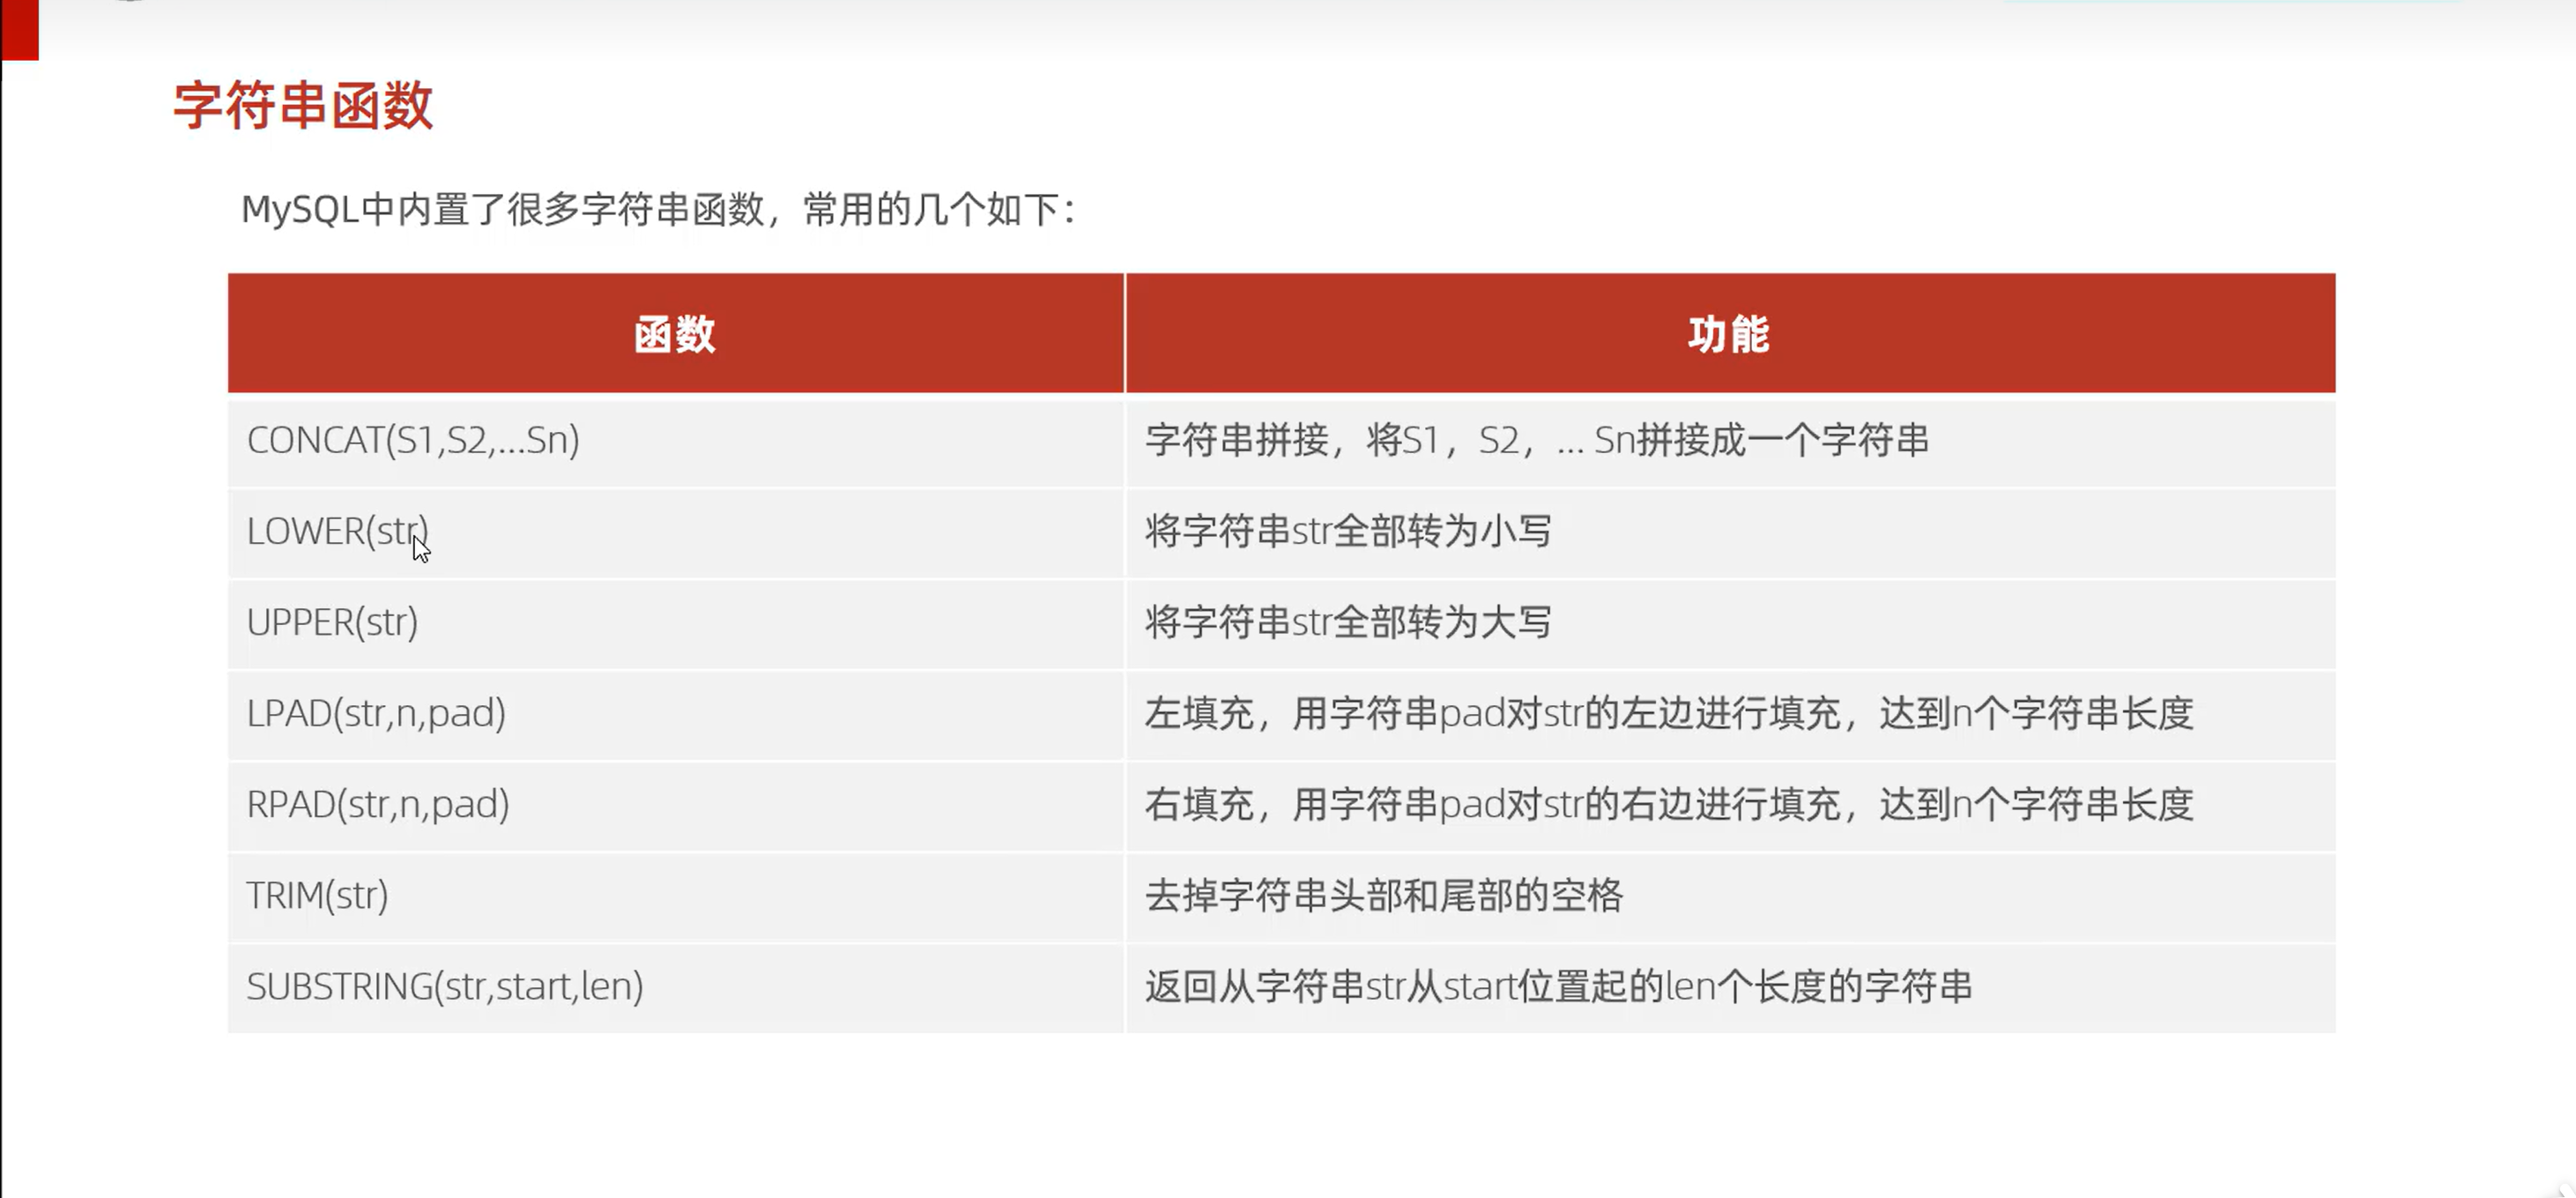 字符串函数
MySQL中内置了很多字符串函数，常用的几个如下：
函数 功能
CONCAT(S1,S2,...Sn) 字符串拼接，将S1，S2，... Sn拼接成一个字符串
LOWER(str) 将字符串str全部转为小写
UPPER(str) 将字符串str全部转为大写
LPAD(str,n,pad) 左填充，用字符串pad对str的左边进行填充，达到n个字符串长度
RPAD(str,n,pad) 右填充，用字符串pad对str的右边进行填充，达到n个字符串长度
TRIM(str) 去掉字符串头部和尾部的空格
SUBSTRING(str,start,len) 返回从字符串str从start位置起的len个长度的字符串